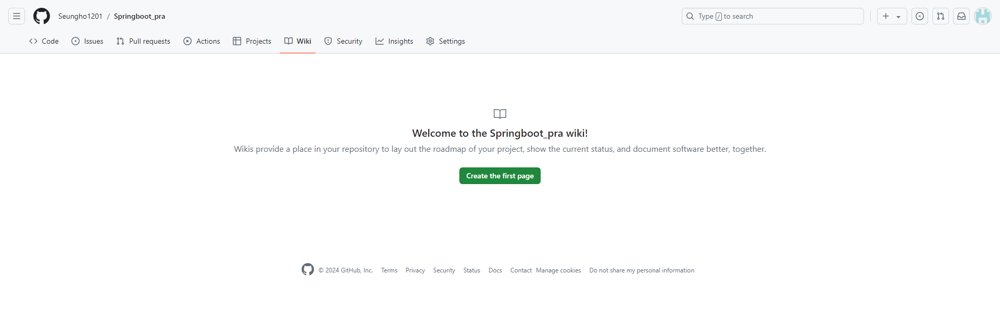 Seungho1201 / Springboot_pra
Type / to search
Code Issues Pull requests Actions Projects Wiki Security Insights Settings
Welcome to the Springboot_pra wiki!
Wikis provide a place in your repository to lay out the roadmap of your project, show the current status, and document software better, together.
Create the first page
© 2024 GitHub, Inc. Terms Privacy Security Status Docs Contact Manage cookies Do not share my personal information